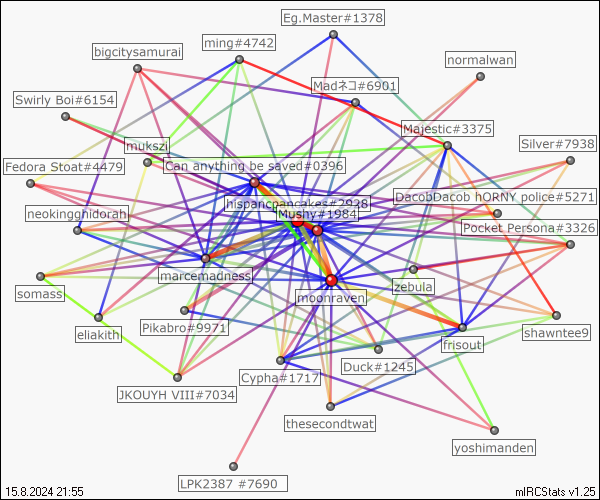 Eg.Master#1378
ming#4742
bigcitysamurai
normalwan
Madネコ#6901
Swirly Boi#6154
Majestic#3375
mukszi
Silver#7938
Fedora Stoat#4479
Can anything be saved#0396
DacobDacob hORNY police#5271
hispancpancakes#2928
Mushy#1984
neokingghidorah
Pocket Persona#3326
marcemadness
somass
moonraven
zebula
eliakith
Pikabro#9971
shawntee9
frisout
Duck#1245
Cypha#1717
JKOUYH VIII#7034
thesecondtwat
yoshimanden
LPK2387 #7690
15.8.2024 21:55
mIRCStats v1.25